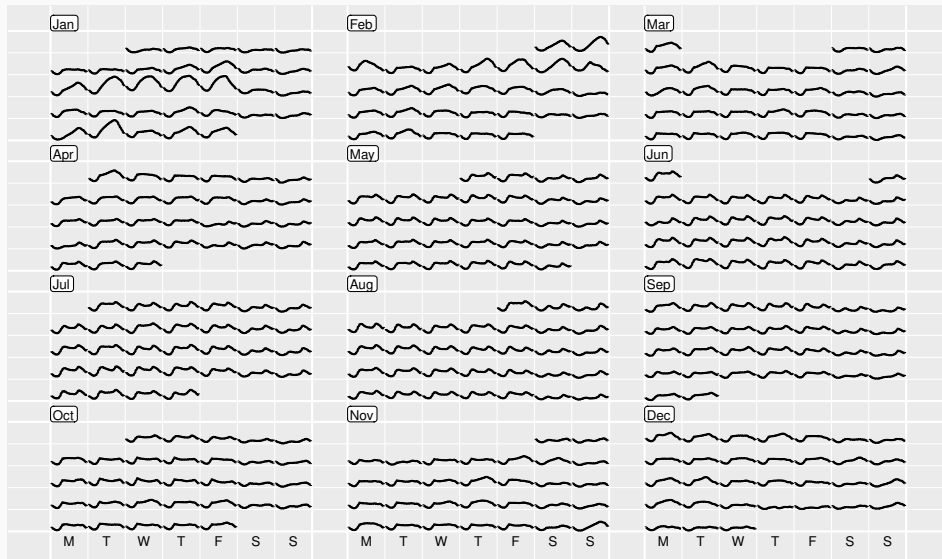 Jan Feb Mar
Apr May Jun
Jul Aug Sep
Oct Nov Dec
M T W T F S S M T W T F S S M T W T F S S